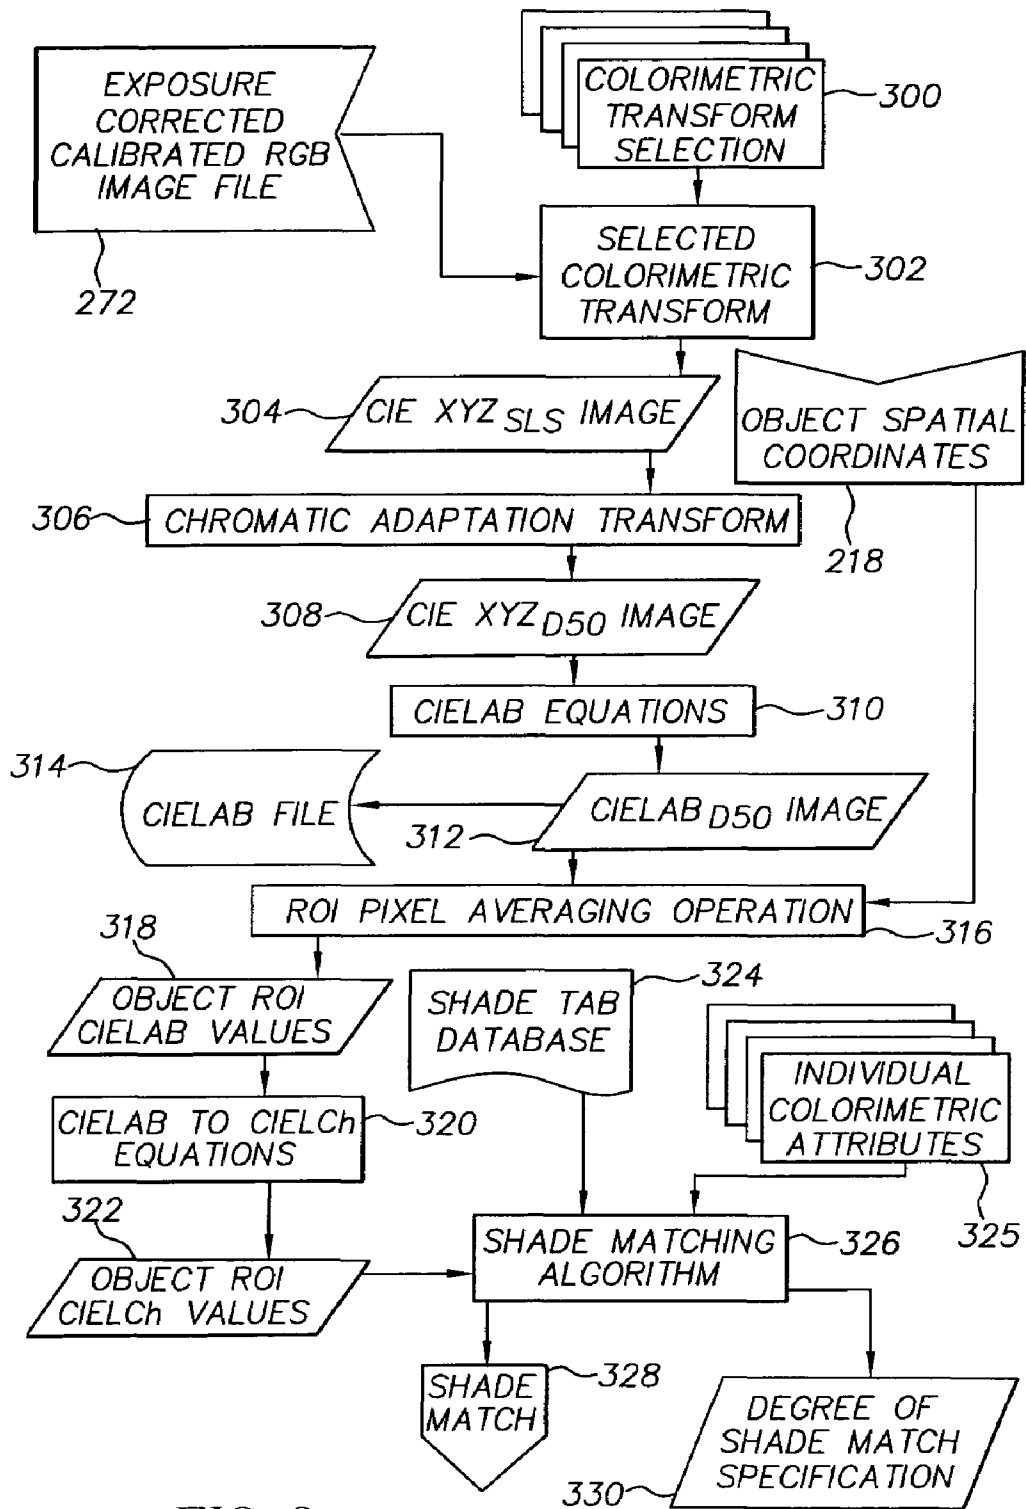 EXPOSURE
CORRECTED
CALIBRATED RGB
IMAGE FILE
272
COLORIMETRIC
TRANSFORM
SELECTION
300
SELECTED
COLORIMETRIC
TRANSFORM
302
304
CIE XYZ SLS IMAGE
OBJECT SPATIAL
COORDINATES
218
306
CHROMATIC ADAPTATION TRANSFORM
308
CIE XYZ D50 IMAGE
CIELAB EQUATIONS
310
314
CIELAB FILE
312
CIELAB D50 IMAGE
ROI PIXEL AVERAGING OPERATION
316
318
OBJECT ROI
CIELAB VALUES
324
SHADE TAB
DATABASE
INDIVIDUAL
COLORIMETRIC
ATTRIBUTES
325
CIELAB TO CIELCh
EQUATIONS
320
322
OBJECT ROI
CIELCh VALUES
SHADE MATCHING
ALGORITHM
326
SHADE
MATCH
328
DEGREE OF
SHADE MATCH
SPECIFICATION
330